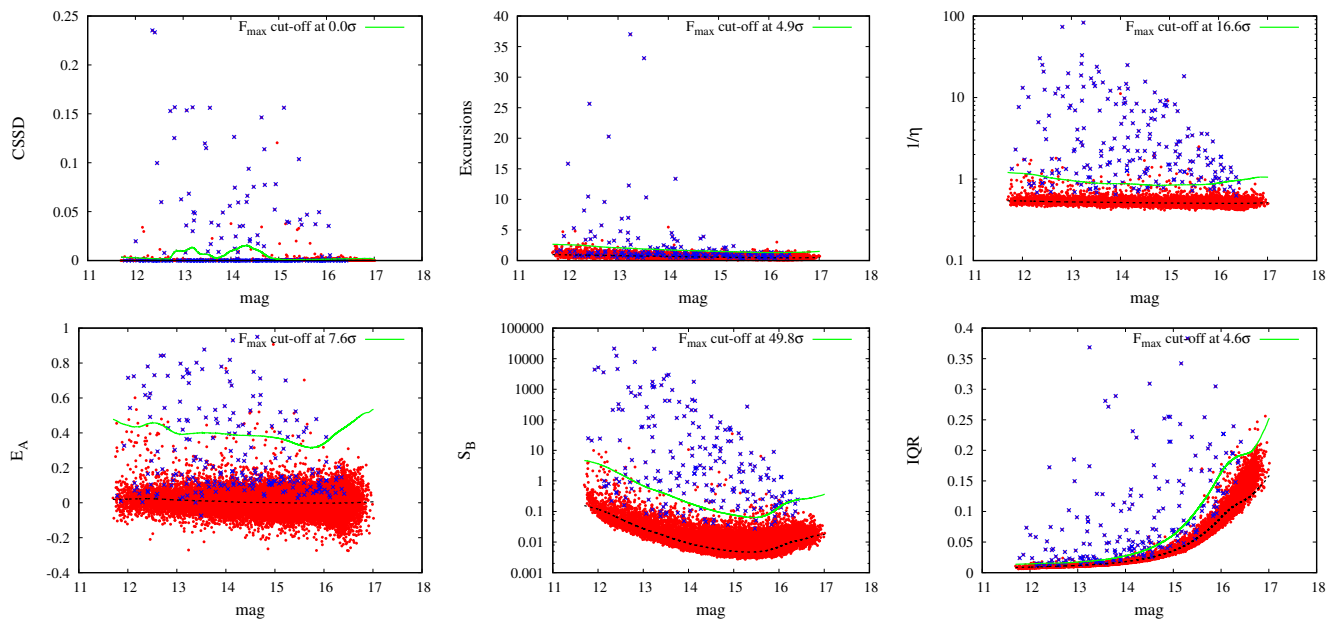 CSSD
0.25
0.2
0.15
0.1
0.05
0
11 12 13 14 15 16 17 18
mag
F_max cut-off at 0.0σ
Excursions
40
35
30
25
20
15
10
5
0
11 12 13 14 15 16 17 18
mag
F_max cut-off at 4.9σ
1/η
100
10
1
0.1
11 12 13 14 15 16 17 18
mag
F_max cut-off at 16.6σ
E_A
1
0.8
0.6
0.4
0.2
0
-0.2
-0.4
11 12 13 14 15 16 17 18
mag
F_max cut-off at 7.6σ
S_B
100000
10000
1000
100
10
1
0.1
0.01
0.001
11 12 13 14 15 16 17 18
mag
F_max cut-off at 49.8σ
IQR
0.4
0.35
0.3
0.25
0.2
0.15
0.1
0.05
0
11 12 13 14 15 16 17 18
mag
F_max cut-off at 4.6σ